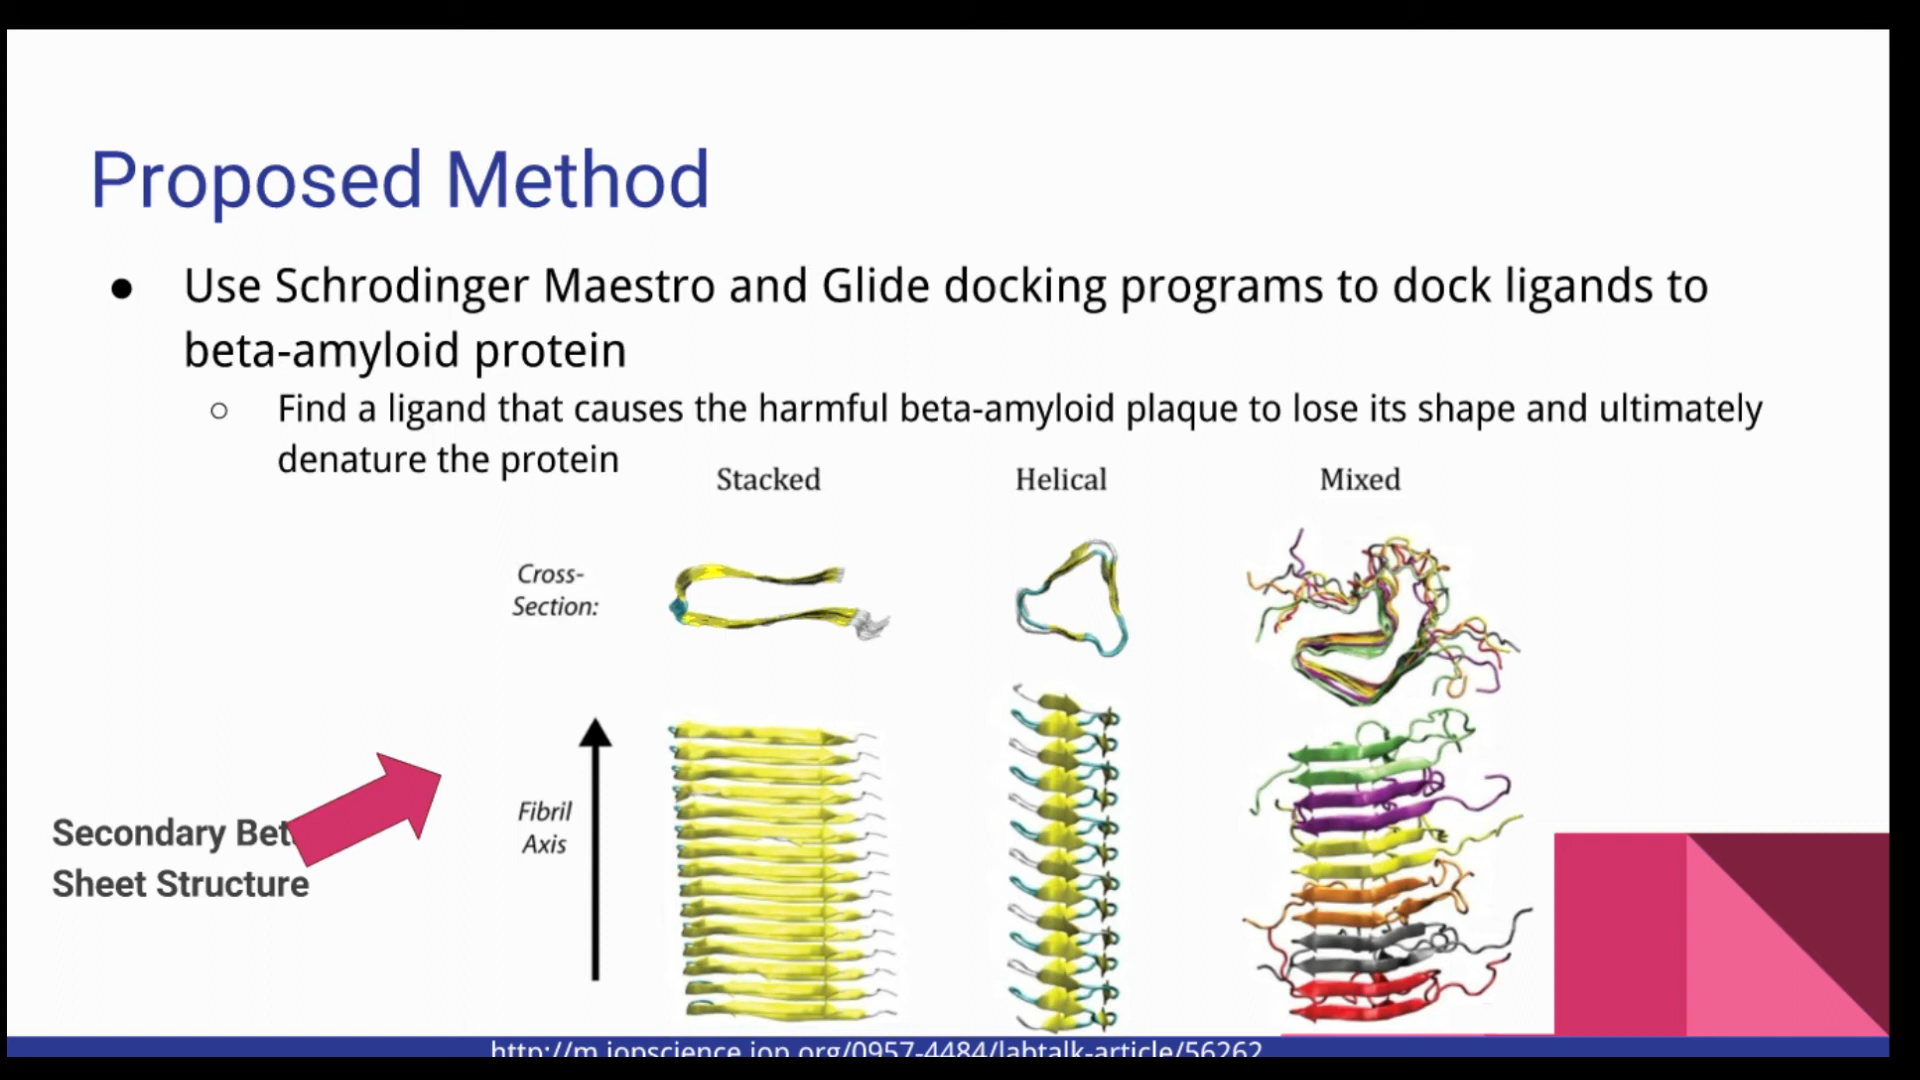 Proposed Method
● Use Schrodinger Maestro and Glide docking programs to dock ligands to
beta-amyloid protein
○ Find a ligand that causes the harmful beta-amyloid plaque to lose its shape and ultimately
denature the protein
Stacked Helical Mixed
Cross-
Section:
Fibril
Axis
Secondary Bet
Sheet Structure
http://m.iopscience.iop.org/0957-4484/labtalk-article/56262